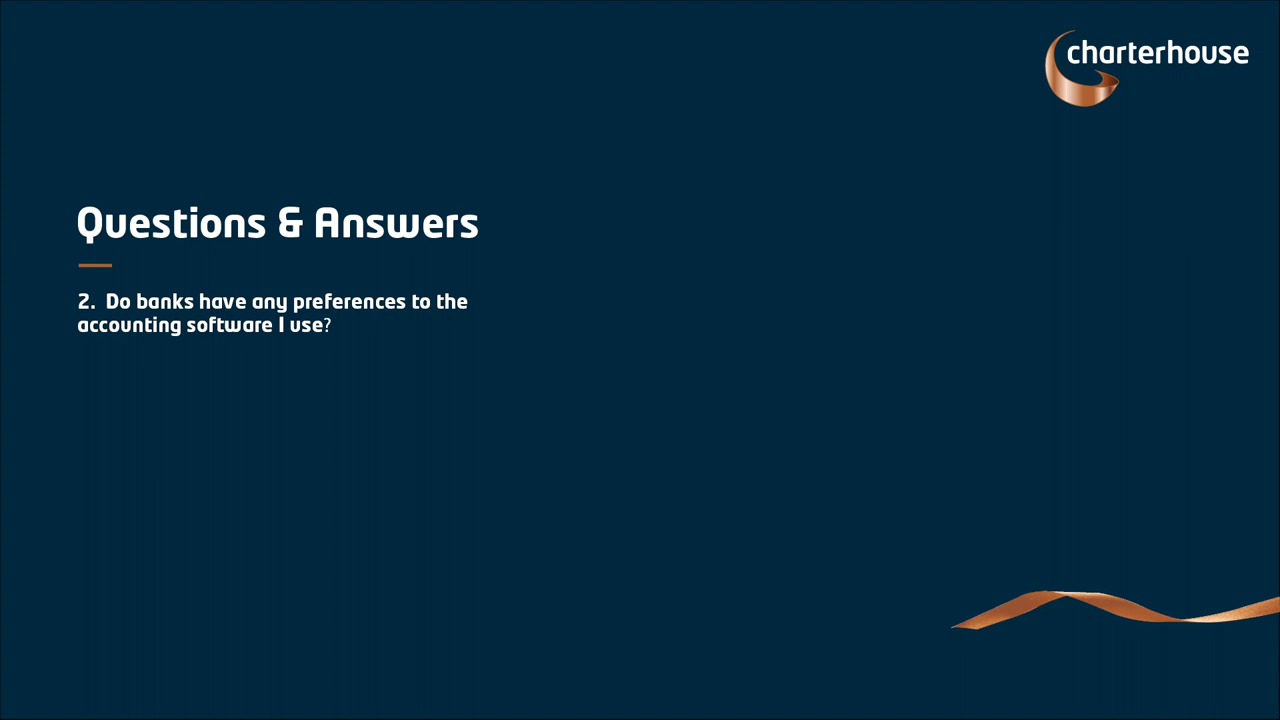 charterhouse
Questions & Answers
2. Do banks have any preferences to the
accounting software I use?